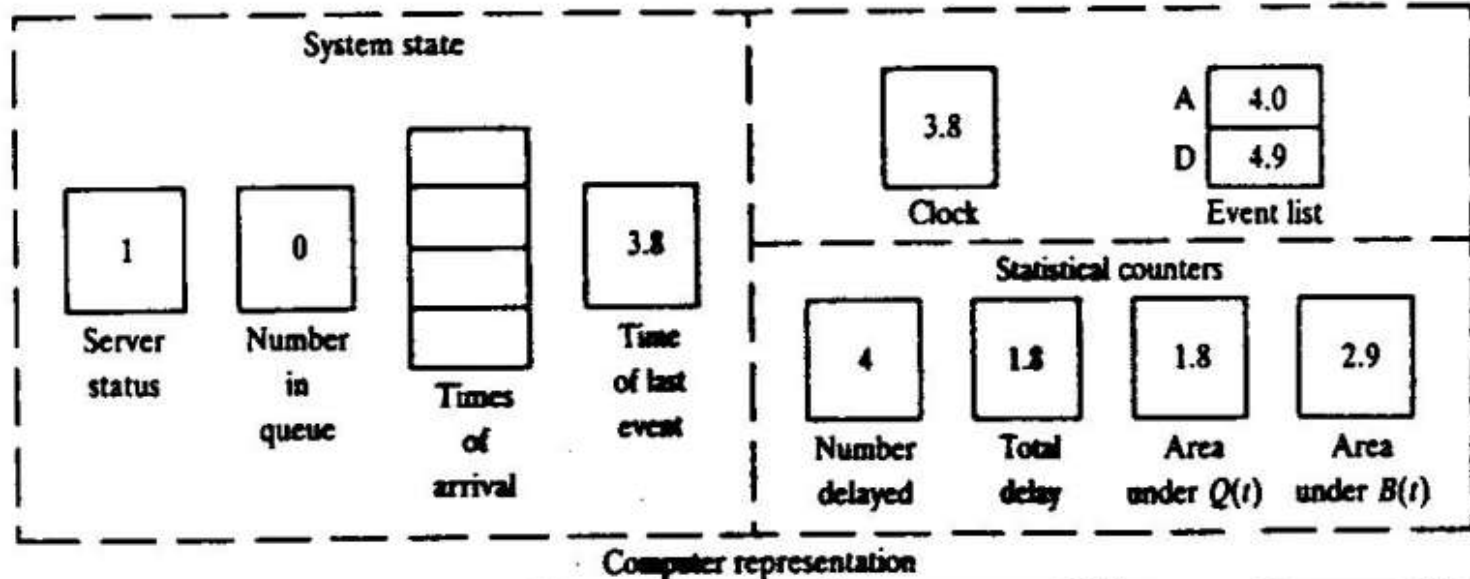 System state
1
Server
status
0
Number
in
queue
Times
of
arrival
3.8
Time
of last
event
3.8
Clock
A 4.0
D 4.9
Event list
Statistical counters
4
Number
delayed
1.8
Total
delay
1.8
Area
under Q(t)
2.9
Area
under B(t)
Computer representation